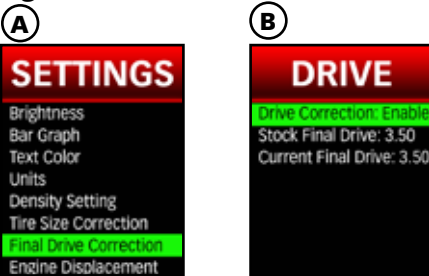 A
SETTINGS
Brightness
Bar Graph
Text Color
Units
Density Setting
Tire Size Correction
Final Drive Correction
Engine Displacement
B
DRIVE
Drive Correction: Enable
Stock Final Drive: 3.50
Current Final Drive: 3.50